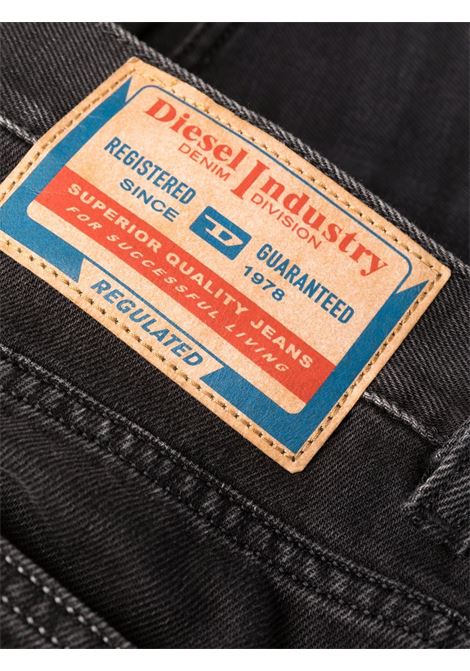 Diesel Industry
DENIM DIVISION
REGISTERED GUARANTEED
SINCE D 1978
SUPERIOR QUALITY JEANS
FOR SUCCESSFUL LIVING
REGULATED